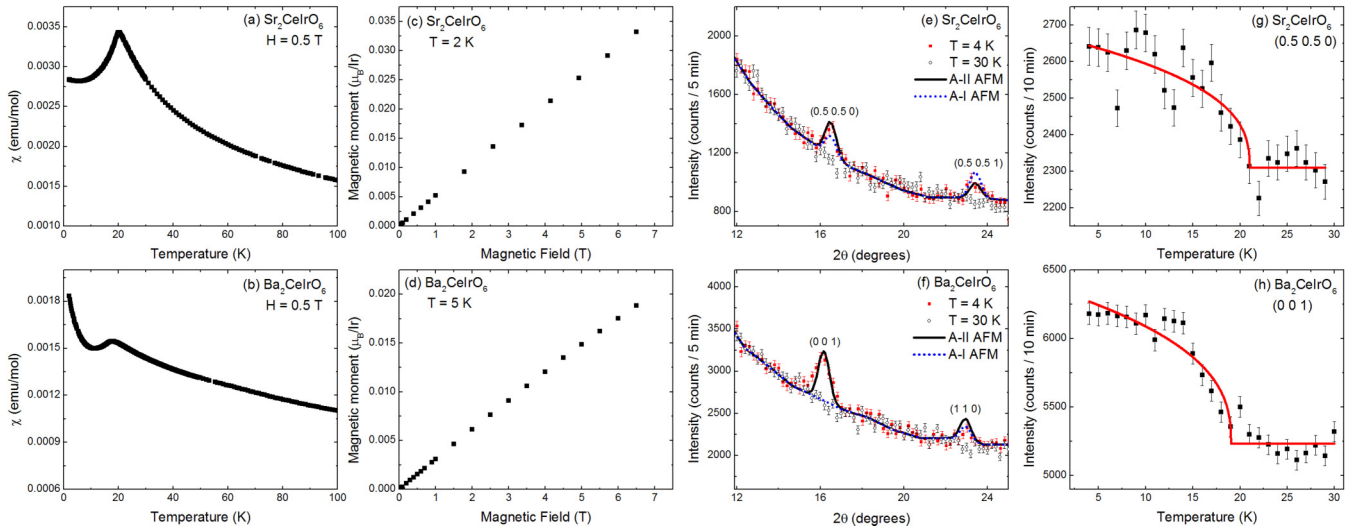 (a) Sr₂CeIrO₆
H = 0.5 T
χ (emu/mol)
0.0035
0.0030
0.0025
0.0020
0.0015
0.0010
0 20 40 60 80 100
Temperature (K)
(b) Ba₂CeIrO₆
H = 0.5 T
χ (emu/mol)
0.0018
0.0015
0.0012
0.0009
0.0006
0 20 40 60 80 100
Temperature (K)
(c) Sr₂CeIrO₆
T = 2 K
Magnetic moment (μB/Ir)
0.035
0.030
0.025
0.020
0.015
0.010
0.005
0.000
0 1 2 3 4 5 6 7
Magnetic Field (T)
(d) Ba₂CeIrO₆
T = 5 K
Magnetic moment (μB/Ir)
0.020
0.015
0.010
0.005
0.000
0 1 2 3 4 5 6 7
Magnetic Field (T)
(e) Sr₂CeIrO₆
T = 4 K
T = 30 K
A-II AFM
A-I AFM
(0.5 0.5 0)
(0.5 0.5 1)
Intensity (counts / 5 min)
2000
1600
1200
800
12 16 20 24
2θ (degrees)
(f) Ba₂CeIrO₆
T = 4 K
T = 30 K
A-II AFM
A-I AFM
(0 0 1)
(1 1 0)
Intensity (counts / 5 min)
4000
3500
3000
2500
2000
12 16 20 24
2θ (degrees)
(g) Sr₂CeIrO₆
(0.5 0.5 0)
Intensity (counts / 10 min)
2700
2600
2500
2400
2300
2200
5 10 15 20 25 30
Temperature (K)
(h) Ba₂CeIrO₆
(0 0 1)
Intensity (counts / 10 min)
6500
6250
6000
5750
5500
5250
5000
5 10 15 20 25 30
Temperature (K)